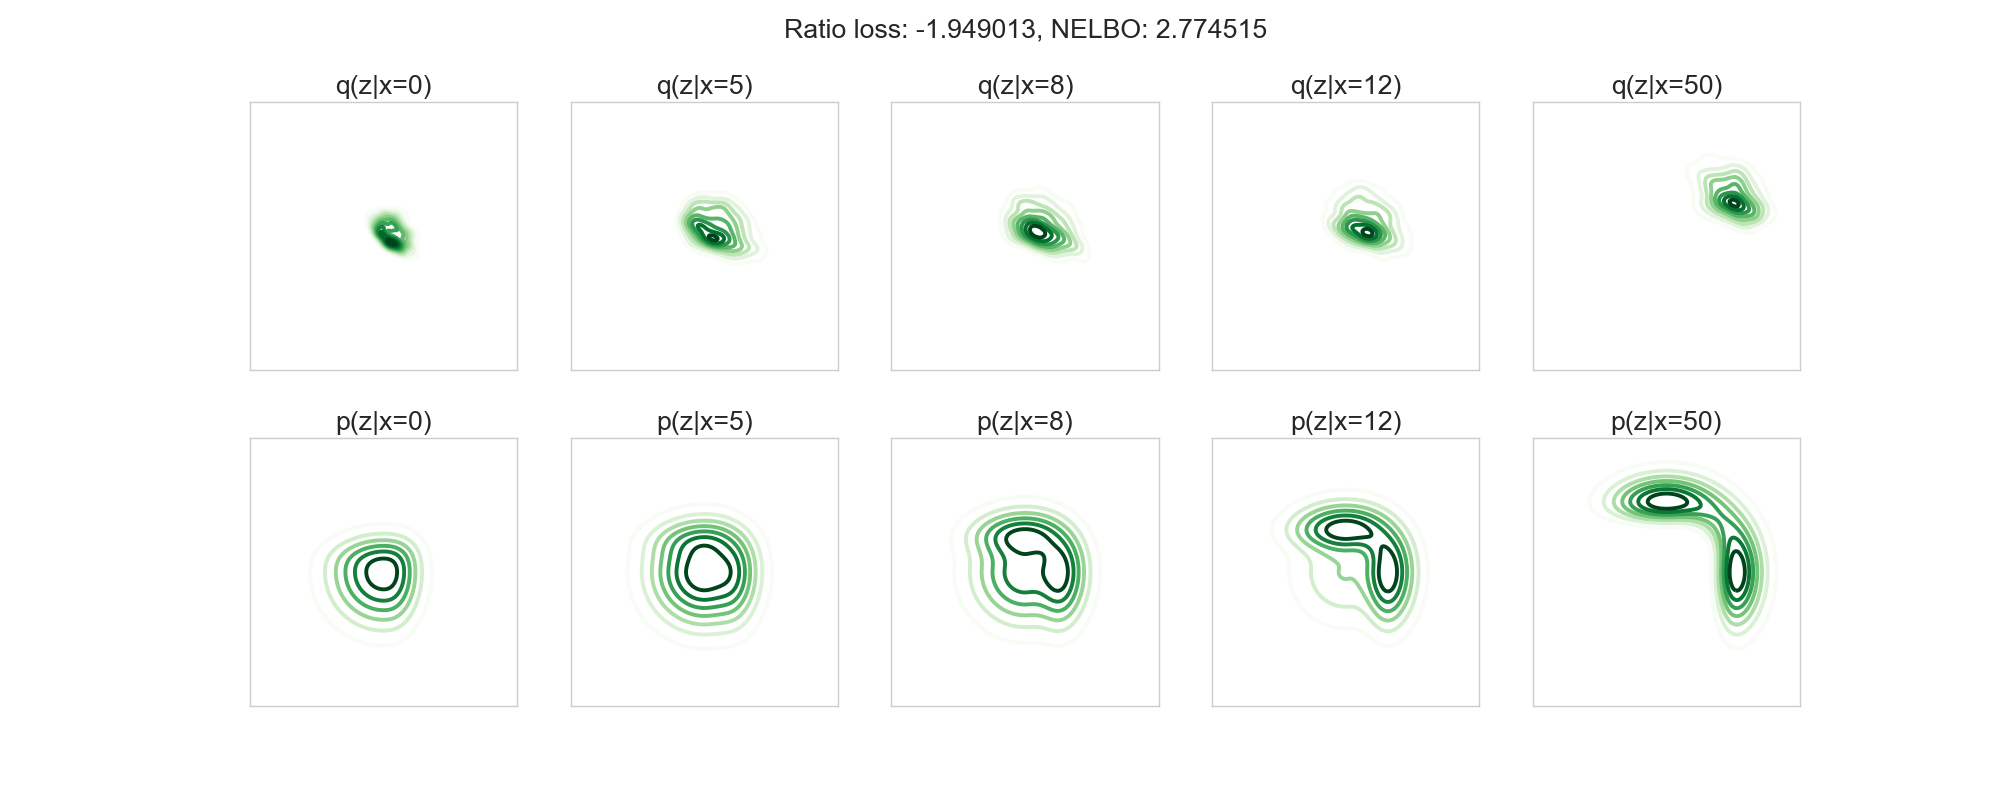 Ratio loss: -1.949013, NELBO: 2.774515
q(z|x=0) q(z|x=5) q(z|x=8) q(z|x=12) q(z|x=50)
p(z|x=0) p(z|x=5) p(z|x=8) p(z|x=12) p(z|x=50)